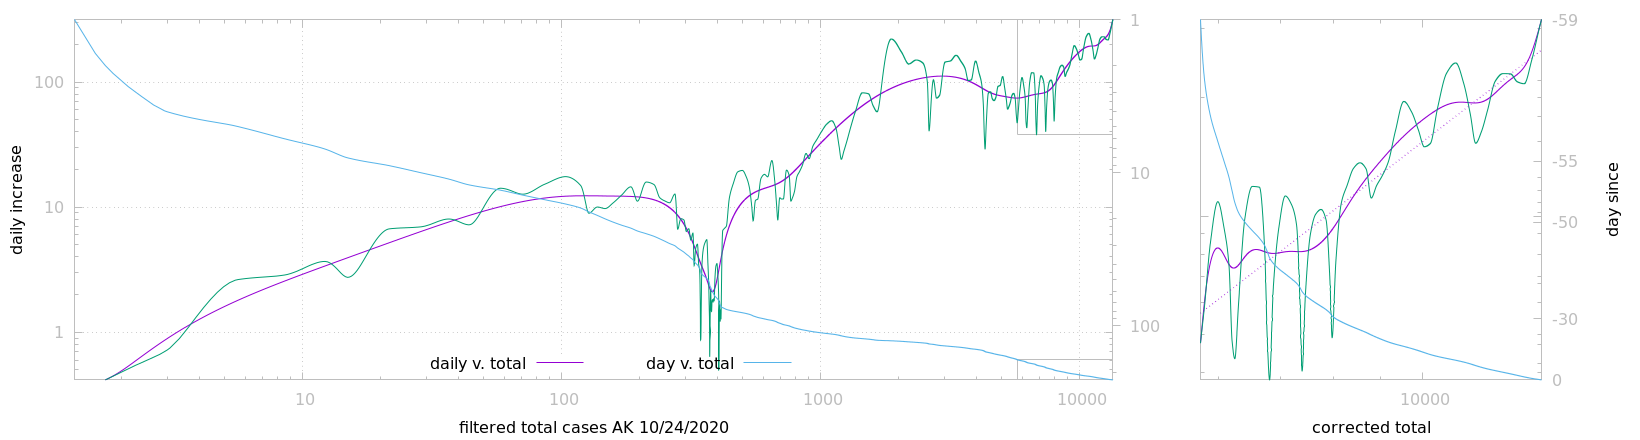 daily increase
100
10
1
10
100
1000
10000
1
10
100
daily v. total
day v. total
filtered total cases AK 10/24/2020
10000
-59
-55
-50
-30
0
day since
corrected total